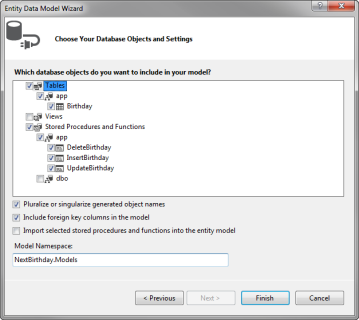 Entity Data Model Wizard
Choose Your Database Objects and Settings
Which database objects do you want to include in your model?
Tables
app
Birthday
Views
Stored Procedures and Functions
app
DeleteBirthday
InsertBirthday
UpdateBirthday
dbo
Pluralize or singularize generated object names
Include foreign key columns in the model
Import selected stored procedures and functions into the entity model
Model Namespace:
NextBirthday.Models
< Previous Next > Finish Cancel